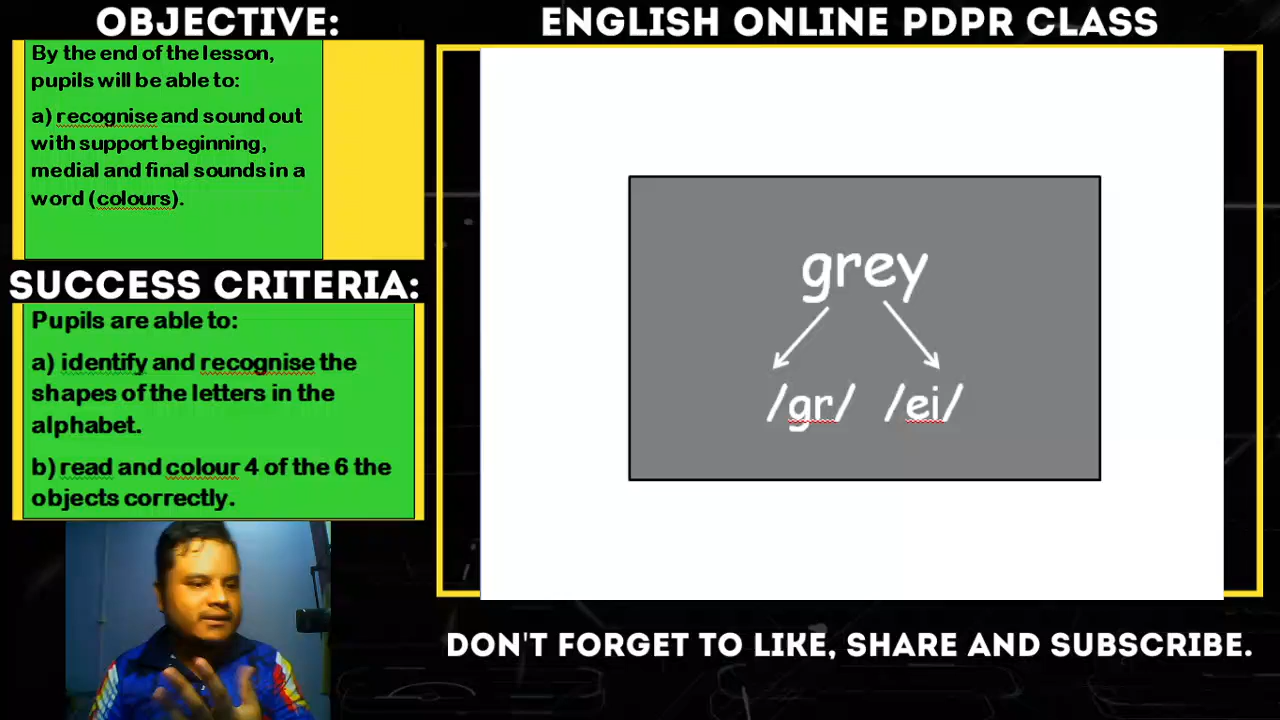 OBJECTIVE:
By the end of the lesson,
pupils will be able to:
a) recognise and sound out
with support beginning,
medial and final sounds in a
word (colours).
SUCCESS CRITERIA:
Pupils are able to:
a) identify and recognise the
shapes of the letters in the
alphabet.
b) read and colour 4 of the 6 the
objects correctly.
ENGLISH ONLINE PDPR CLASS
grey
/gr/ /ei/
DON'T FORGET TO LIKE, SHARE AND SUBSCRIBE.